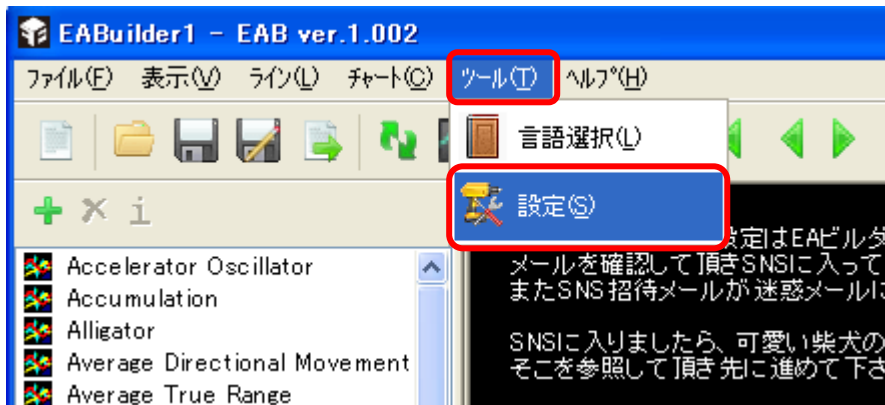 EABuilder1 - EAB ver.1.002
ファイル(F) 表示(V) ライン(L) チャート(C) ツール(T) ヘルプ(H)
言語選択(L)
設定(S)
Accelerator Oscillator
Accumulation
Alligator
Average Directional Movement
Average True Range
定はEAビルダ
メールを確認して頂きSNSに入って
またSNS招待メールが迷惑メールに
SNSに入りましたら、可愛い柴犬の
そこを参照して頂き先に進めて下さ